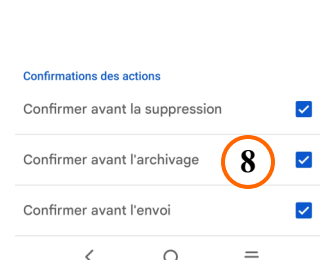 Confirmations des actions
Confirmer avant la suppression
Confirmer avant l'archivage
8
Confirmer avant l'envoi